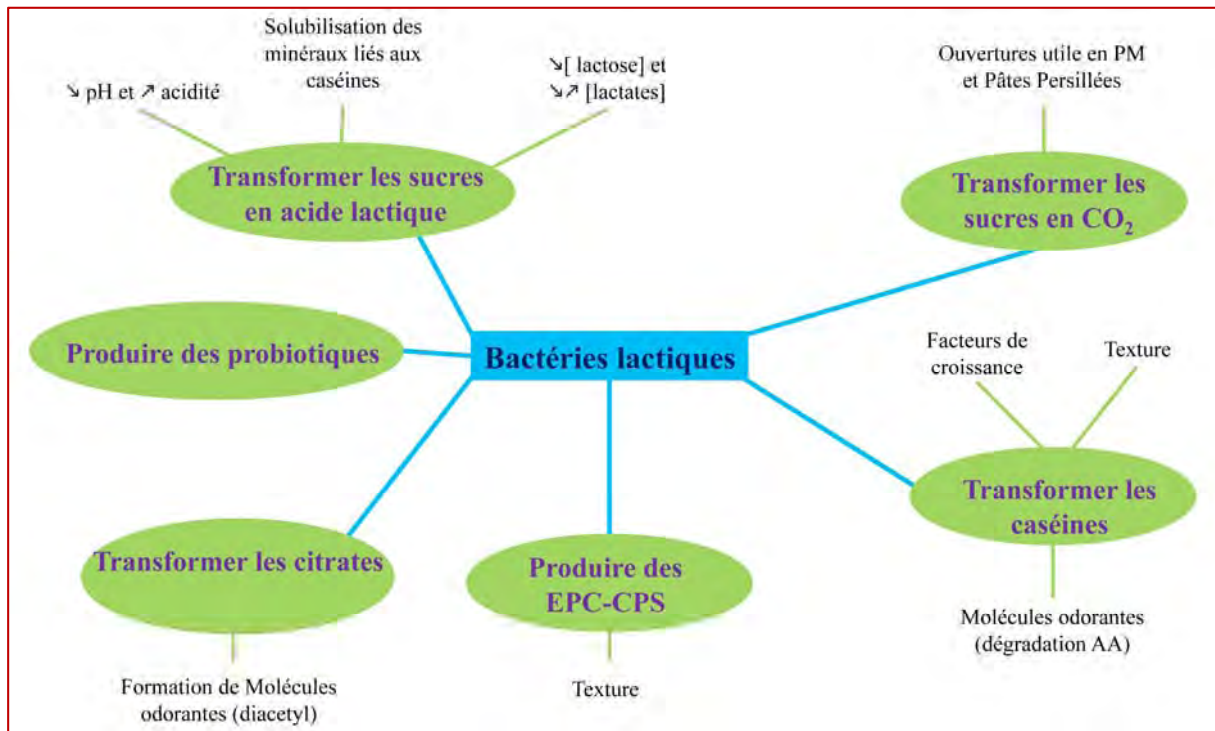 Solubilisation des
minéraux liés aux
caséines
↘ pH et ↗ acidité
↘[ lactose] et
↘↗ [lactates]
Transformer les sucres
en acide lactique
Ouvertures utile en PM
et Pâtes Persillées
Transformer les
sucres en CO₂
Produire des probiotiques
Bactéries lactiques
Facteurs de
croissance
Texture
Transformer les
caséines
Molécules odorantes
(dégradation AA)
Transformer les citrates
Formation de Molécules
odorantes (diacetyl)
Produire des
EPC-CPS
Texture